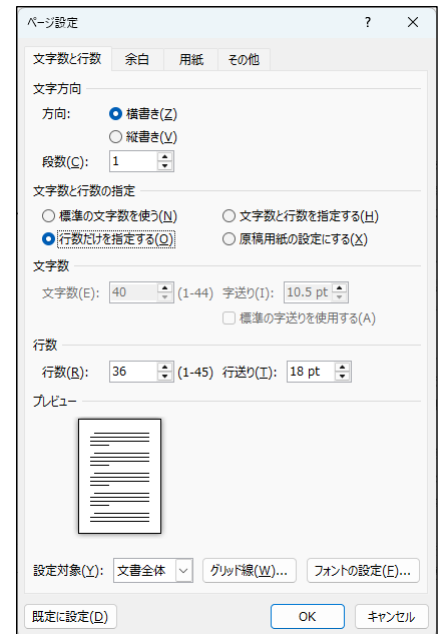 ページ設定 ? ×
文字数と行数 余白 用紙 その他
文字方向
方向: 横書き(Z)
縦書き(V)
段数(C): 1
文字数と行数の指定
標準の文字数を使う(N) 文字数と行数を指定する(H)
行数だけを指定する(O) 原稿用紙の設定にする(X)
文字数
文字数(E): 40 (1-44) 字送り(I): 10.5 pt
標準の字送りを使用する(A)
行数
行数(R): 36 (1-45) 行送り(T): 18 pt
プレビュー
設定対象(Y): 文書全体 グリッド線(W)... フォントの設定(F)...
既定に設定(D) OK キャンセル